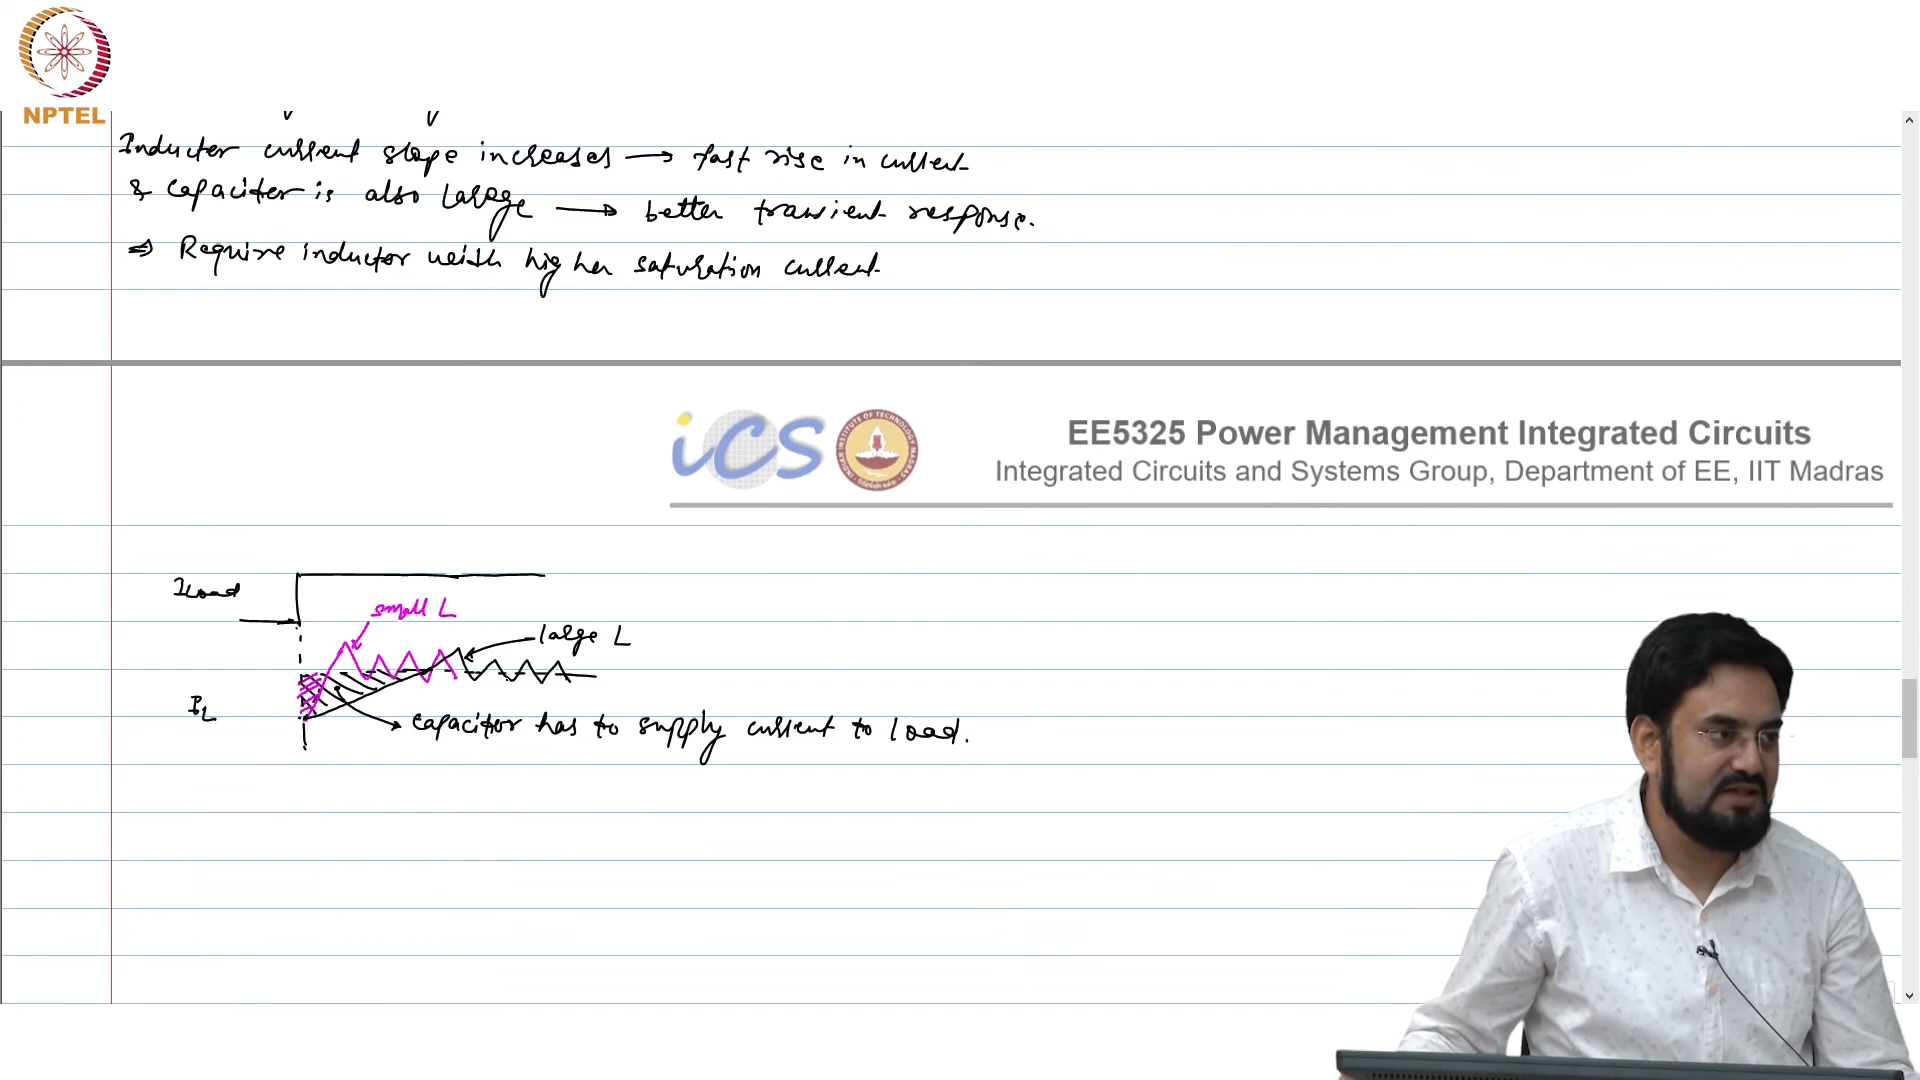 NPTEL
Inductor current slope increases → fast rise in current
& capacitor is also large → better transient response.
⇒ Require inductor with higher saturation current
iCS
EE5325 Power Management Integrated Circuits
Integrated Circuits and Systems Group, Department of EE, IIT Madras
ILoad
small L
large L
IL
capacitor has to supply current to load.